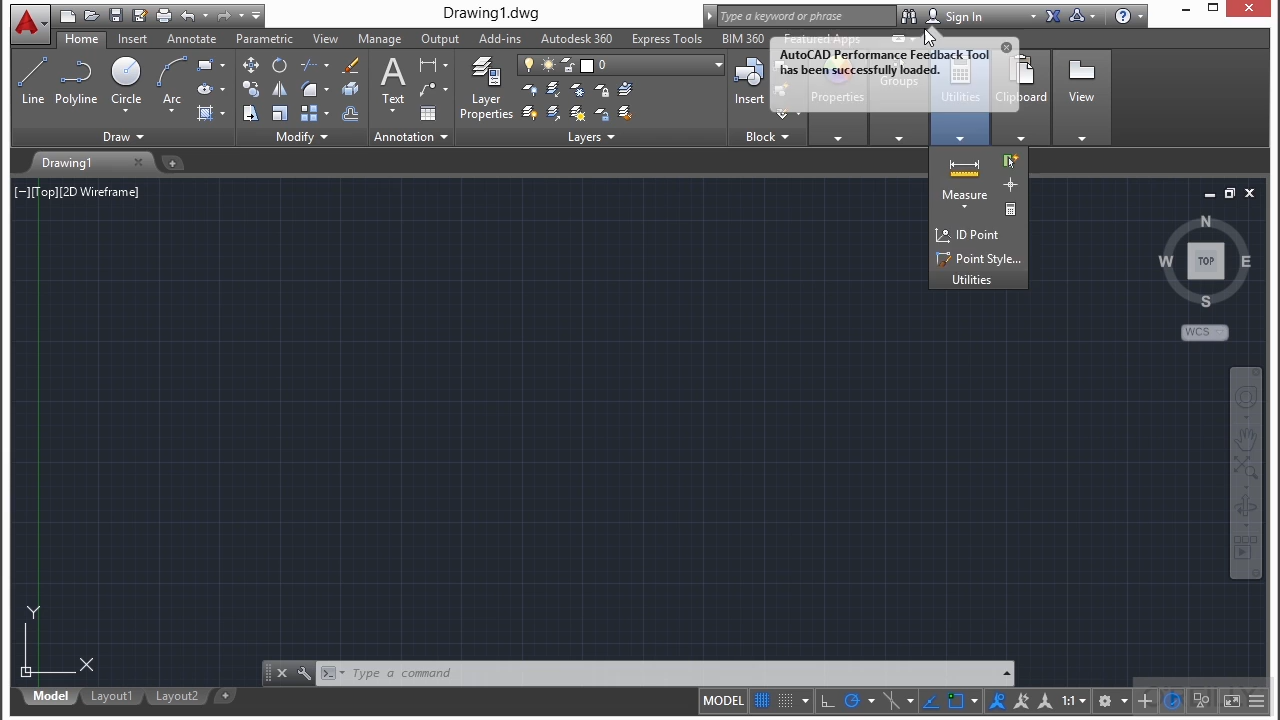 Drawing1.dwg
Type a keyword or phrase
Sign In
Home Insert Annotate Parametric View Manage Output Add-ins Autodesk 360 Express Tools BIM 360 Featured Apps
AutoCAD Performance Feedback Tool
has been successfully loaded.
0
Line Polyline Circle Arc Text Layer Properties Insert Properties Groups Utilities Clipboard View
Draw Modify Annotation Layers Block
Drawing1
[−][Top][2D Wireframe]
Measure
ID Point
Point Style...
Utilities
N
W TOP E
S
WCS
Y
X
Type a command
Model Layout1 Layout2
MODEL 1:1